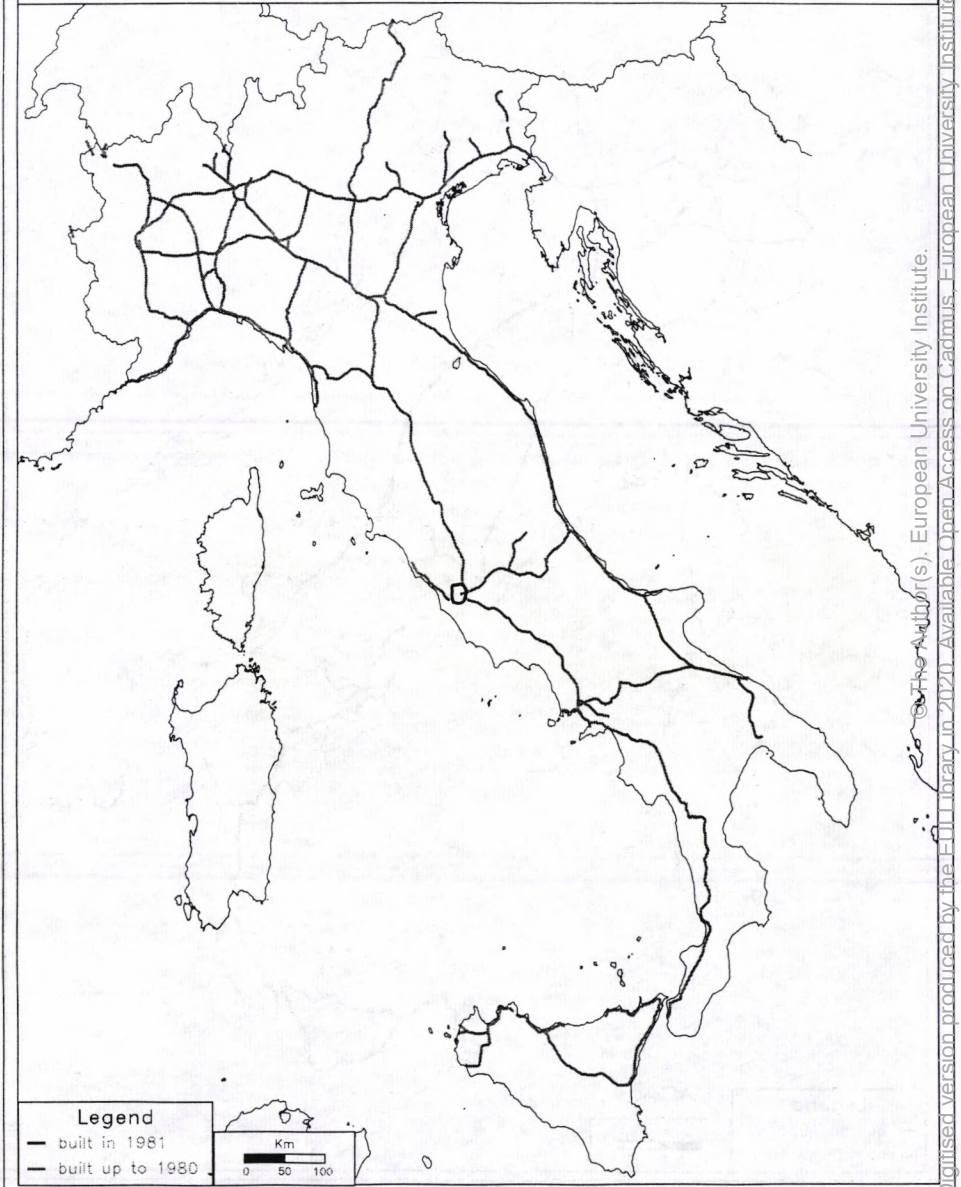 Legend
built in 1981
built up to 1980
Km
0 50 100
©The Author(s). European University Institute.
Digitised version produced by the EUI Library in 2020. Available Open Access on Cadmus, European University Institute